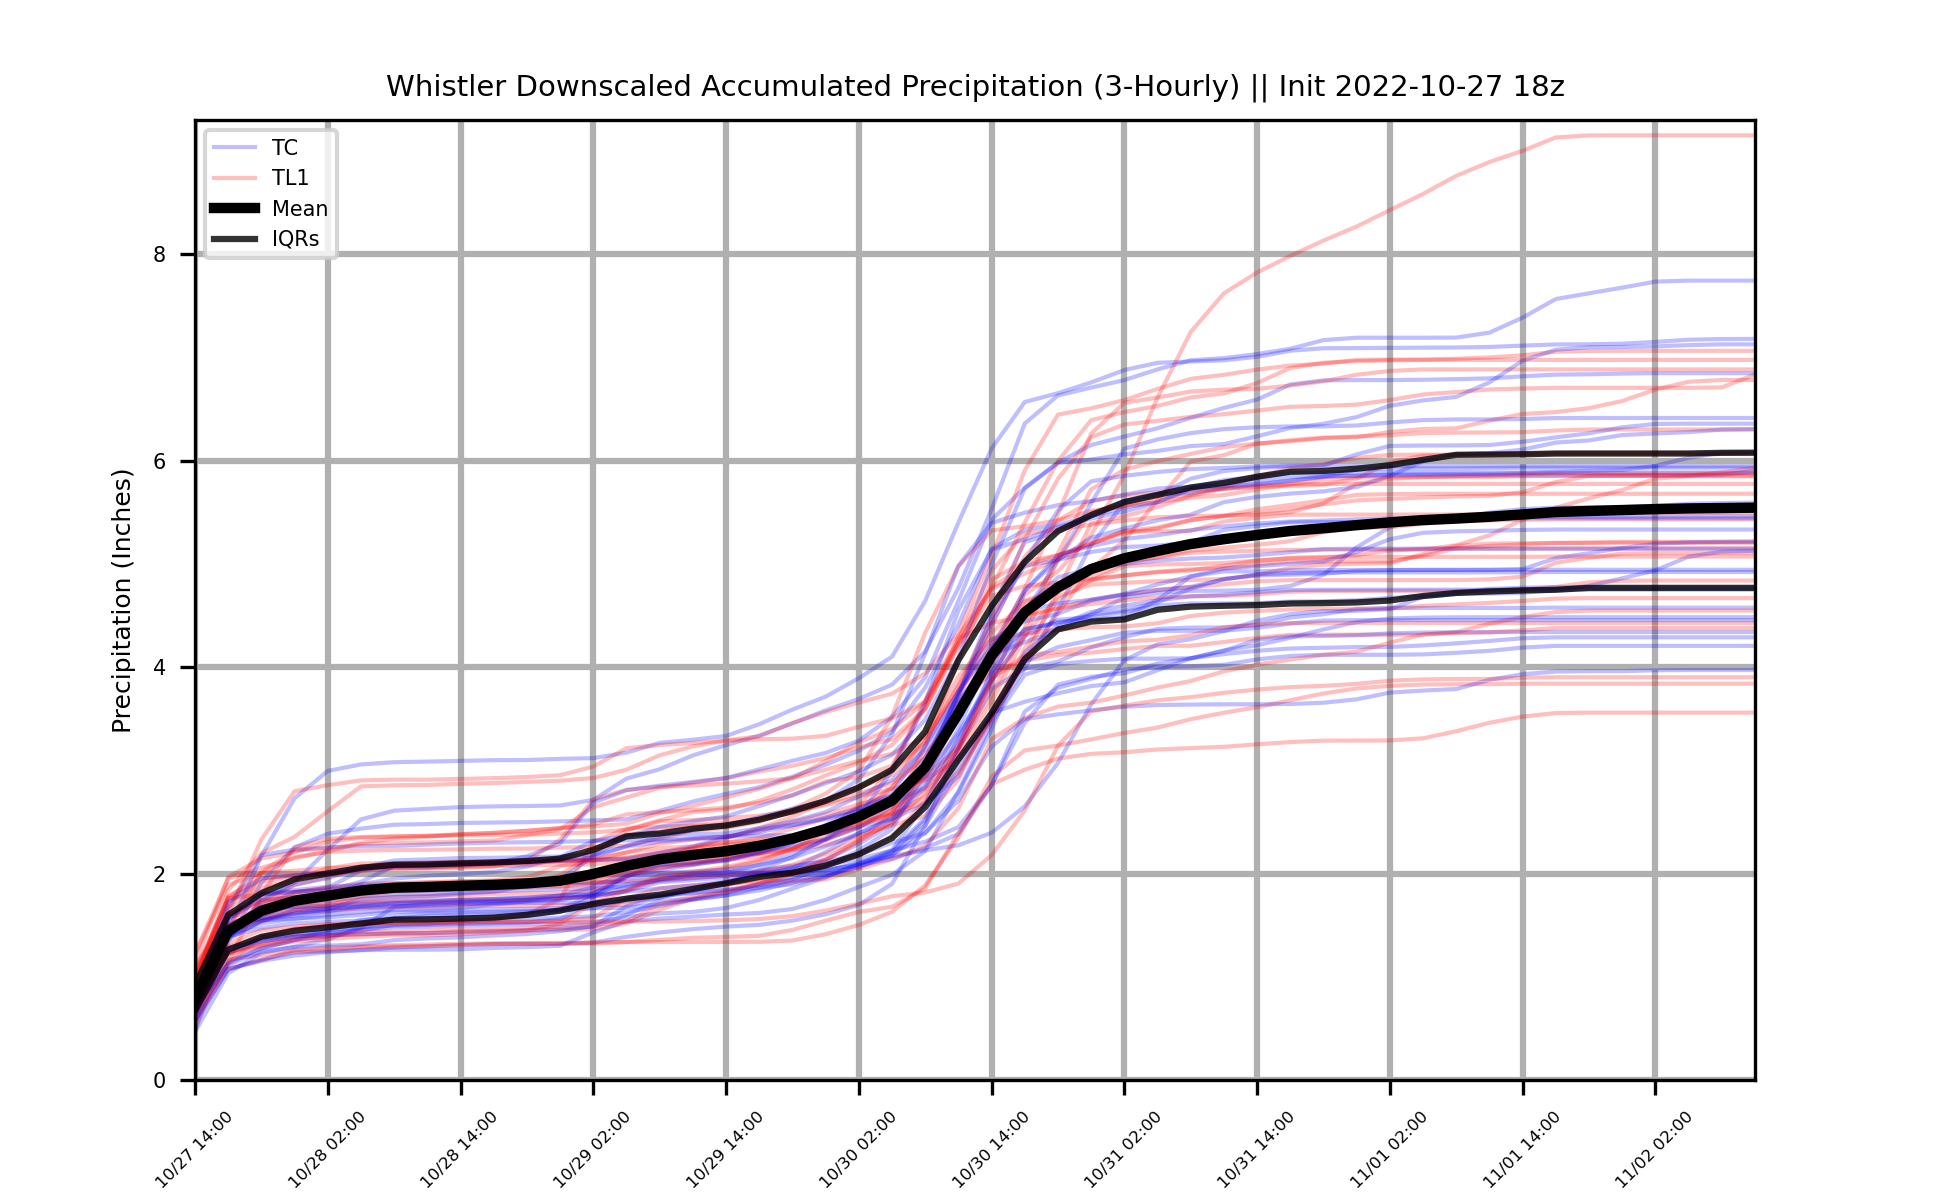 Whistler Downscaled Accumulated Precipitation (3-Hourly) || Init 2022-10-27 18z
TC
TL1
Mean
IQRs
Precipitation (Inches)
8
6
4
2
0
10/27 14:00
10/28 02:00
10/28 14:00
10/29 02:00
10/29 14:00
10/30 02:00
10/30 14:00
10/31 02:00
10/31 14:00
11/01 02:00
11/01 14:00
11/02 02:00